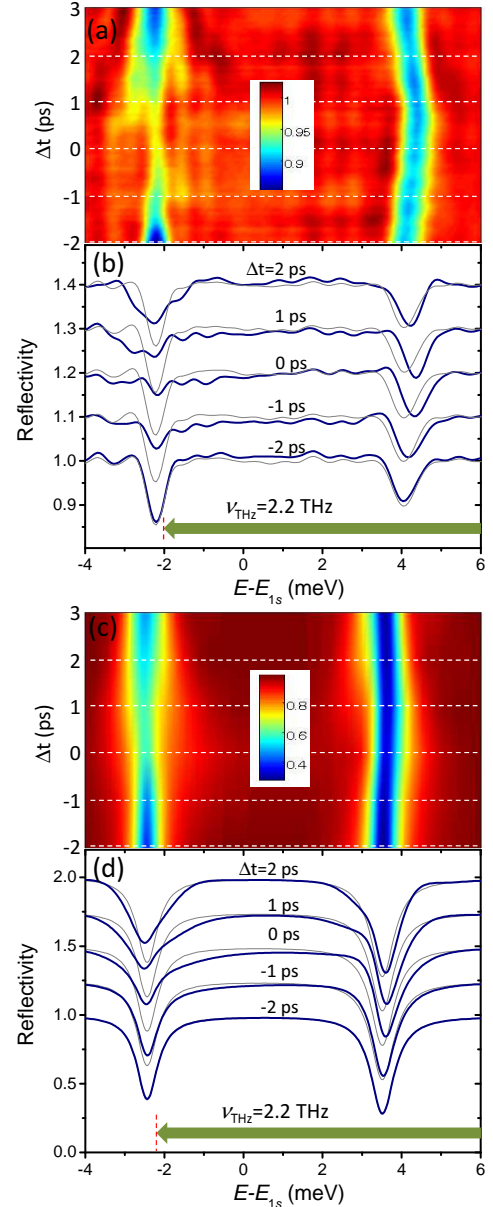 (a)
3
2
1
0
-1
-2
Δt (ps)
1
0.95
0.9
(b)
1.4
1.3
1.2
1.1
1.0
0.9
Reflectivity
Δt=2 ps
1 ps
0 ps
-1 ps
-2 ps
νTHz=2.2 THz
-4 -2 0 2 4 6
E-E1s (meV)
(c)
3
2
1
0
-1
-2
Δt (ps)
0.8
0.6
0.4
(d)
2.0
1.5
1.0
0.5
0.0
Reflectivity
Δt=2 ps
1 ps
0 ps
-1 ps
-2 ps
νTHz=2.2 THz
-4 -2 0 2 4 6
E-E1s (meV)